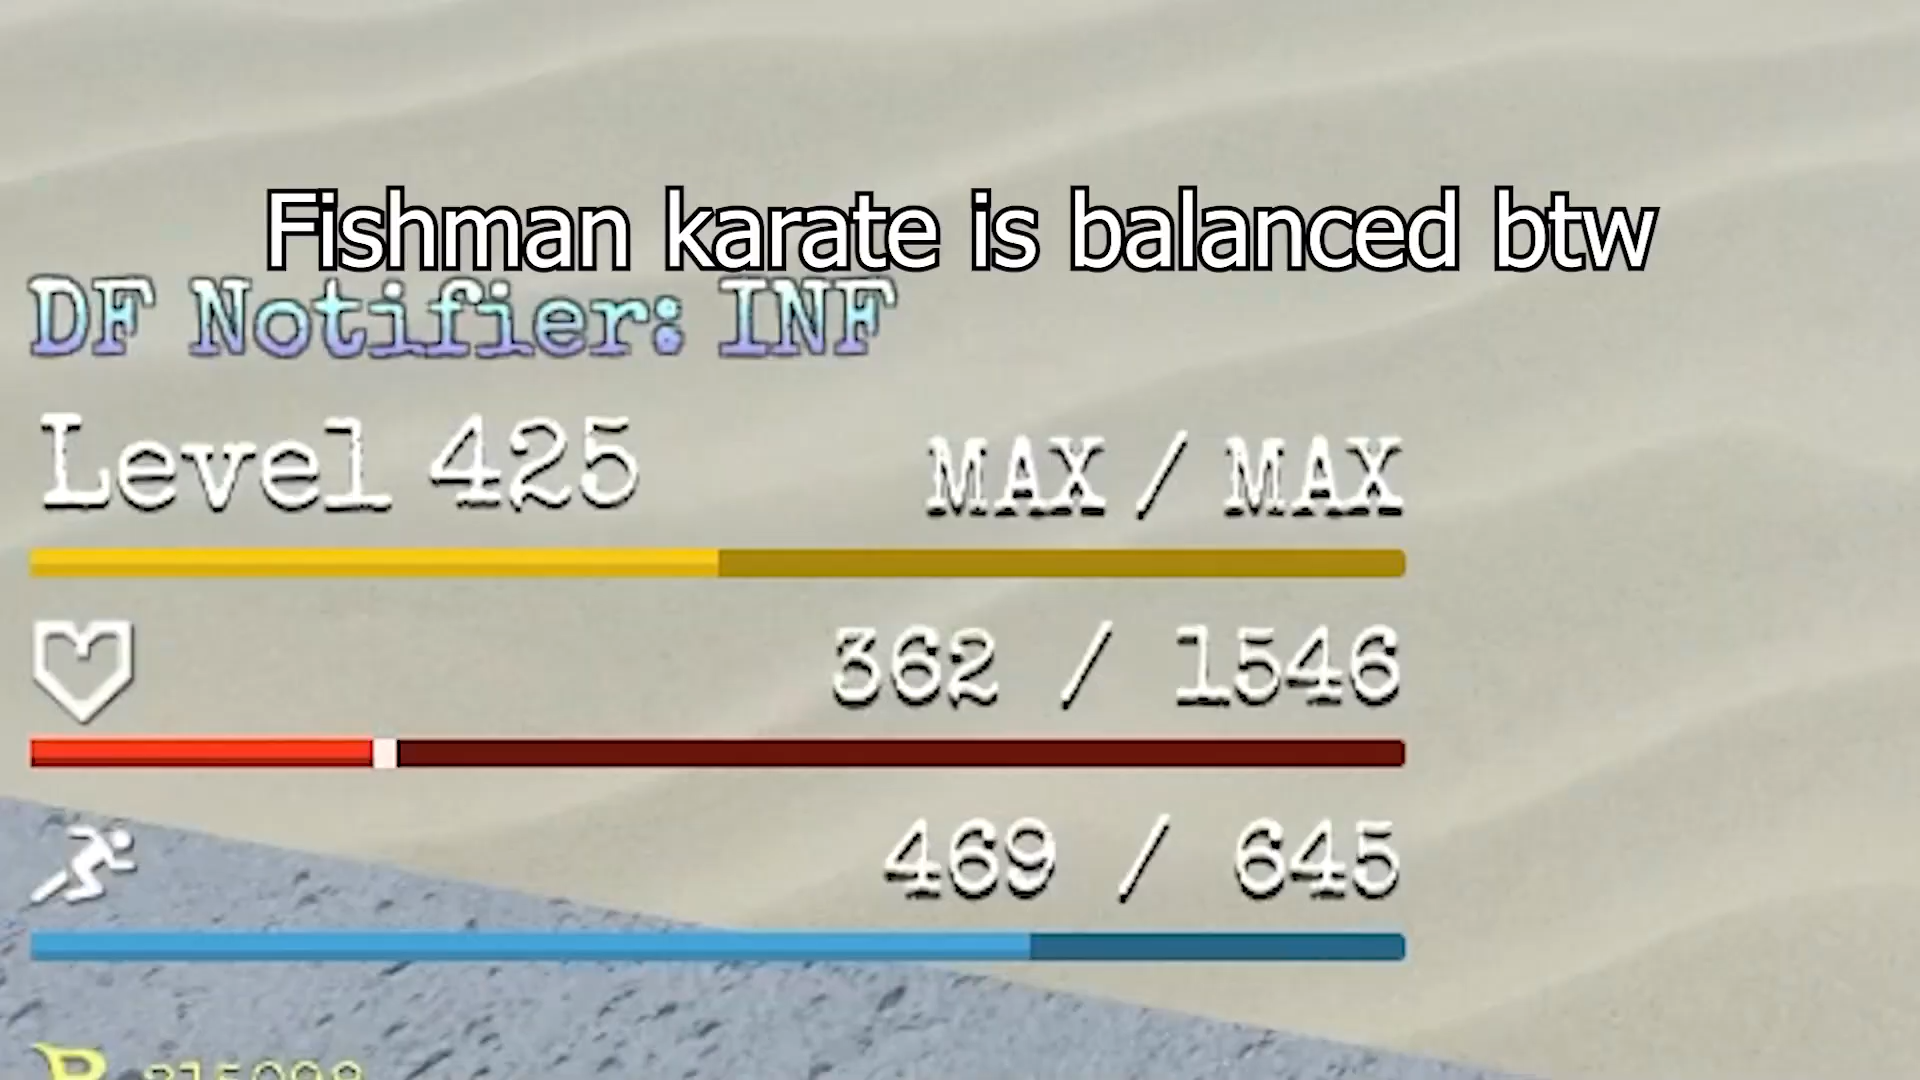 Fishman karate is balanced btw
DF Notifier: INF
Level 425 MAX / MAX
362 / 1546
469 / 645